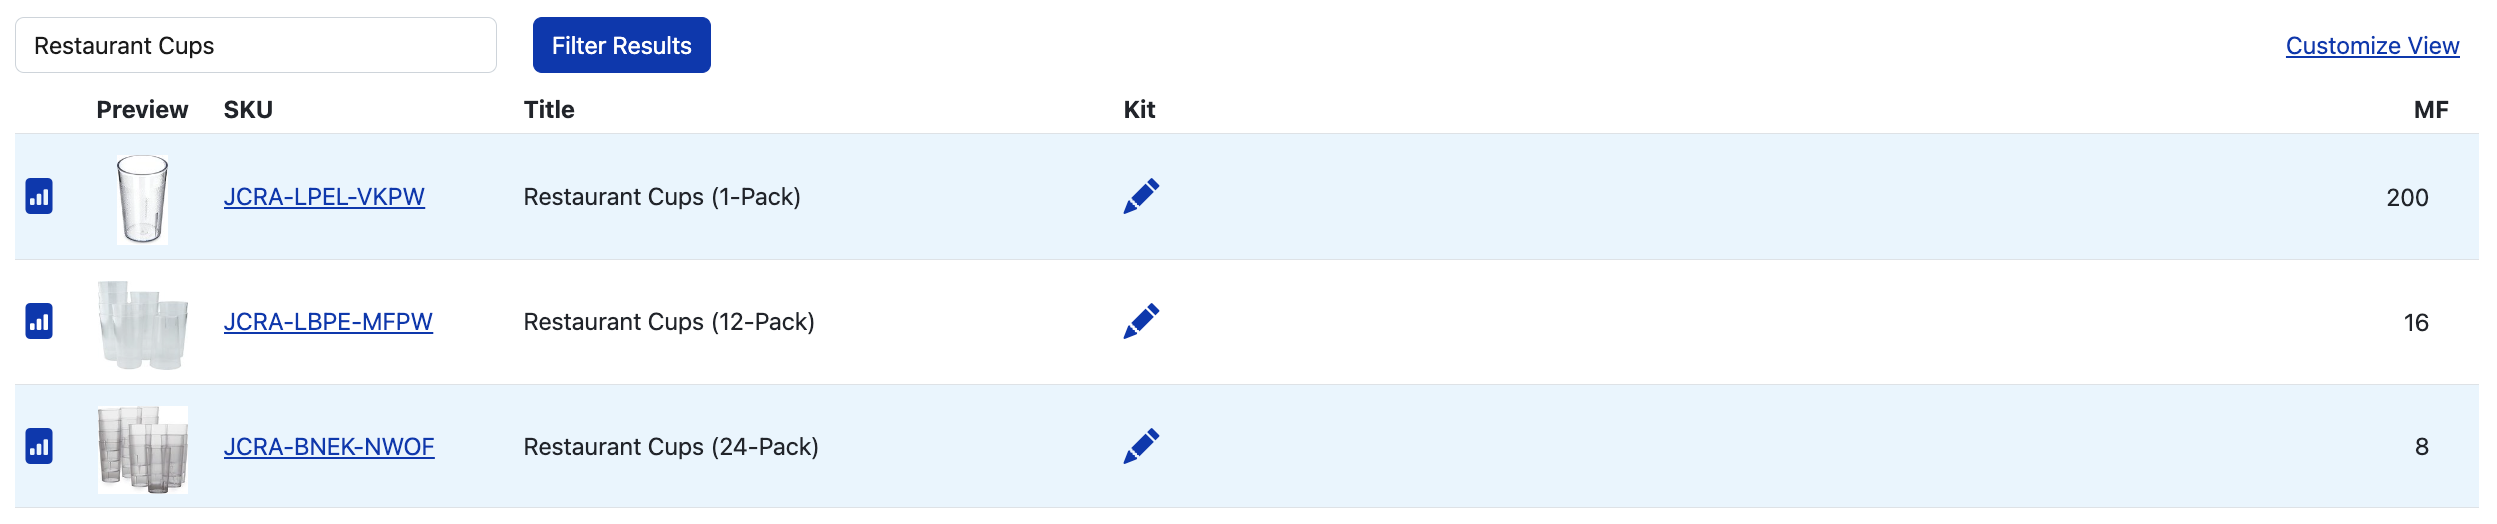 Restaurant Cups Filter Results Customize View
Preview SKU Title Kit MF
JCRA-LPEL-VKPW Restaurant Cups (1-Pack) 200
JCRA-LBPE-MFPW Restaurant Cups (12-Pack) 16
JCRA-BNEK-NWOF Restaurant Cups (24-Pack) 8